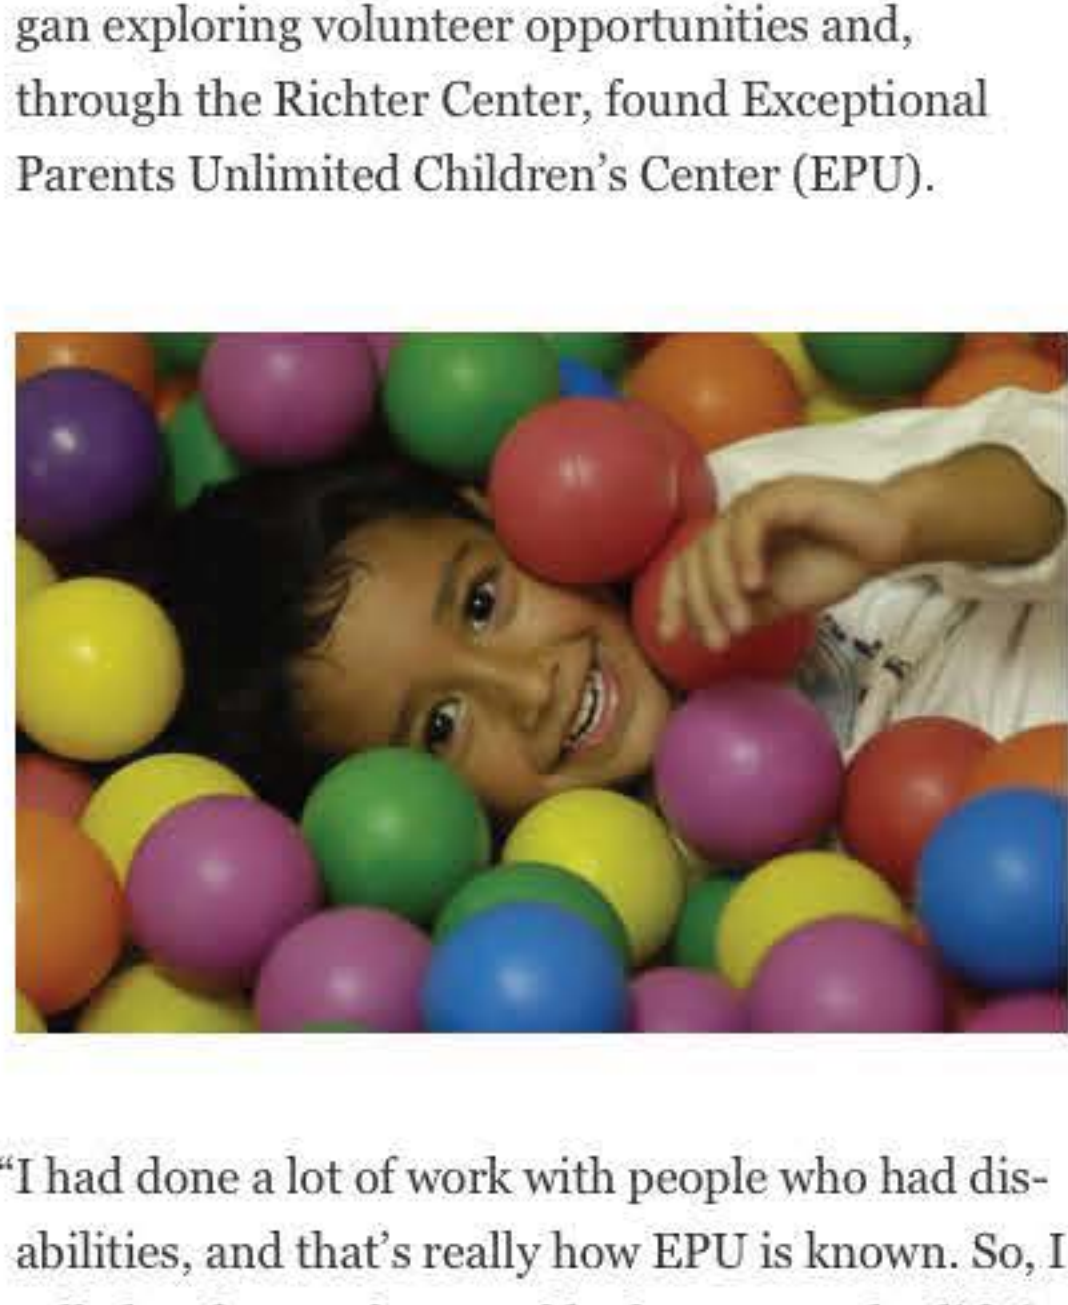 gan exploring volunteer opportunities and,
through the Richter Center, found Exceptional
Parents Unlimited Children’s Center (EPU).
“I had done a lot of work with people who had dis-
abilities, and that’s really how EPU is known. So, I